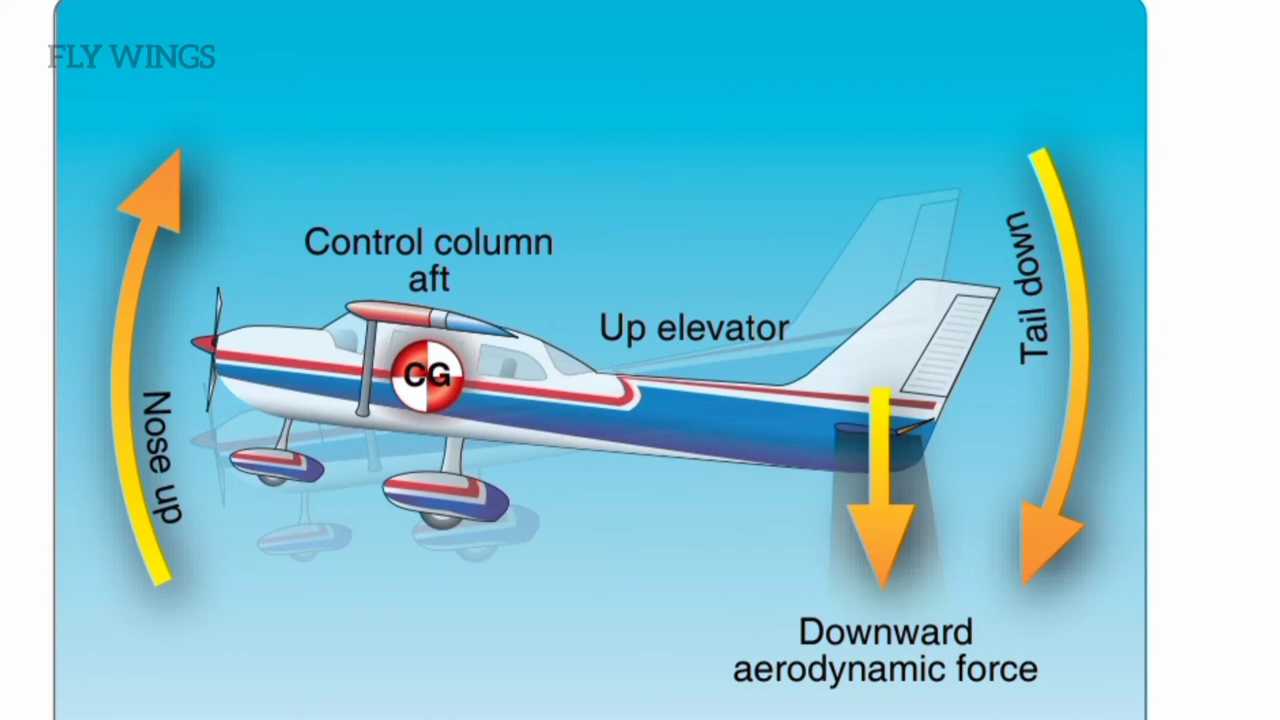 FLY WINGS
Control column
aft
Up elevator
CG
Nose up
Tail down
Downward
aerodynamic force